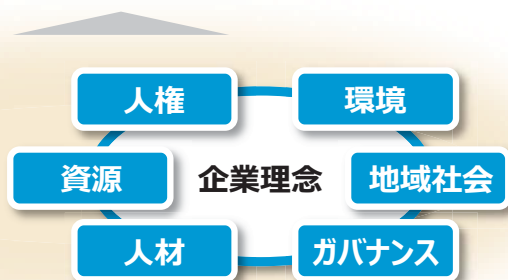 人権
環境
資源
企業理念
地域社会
人材
ガバナンス